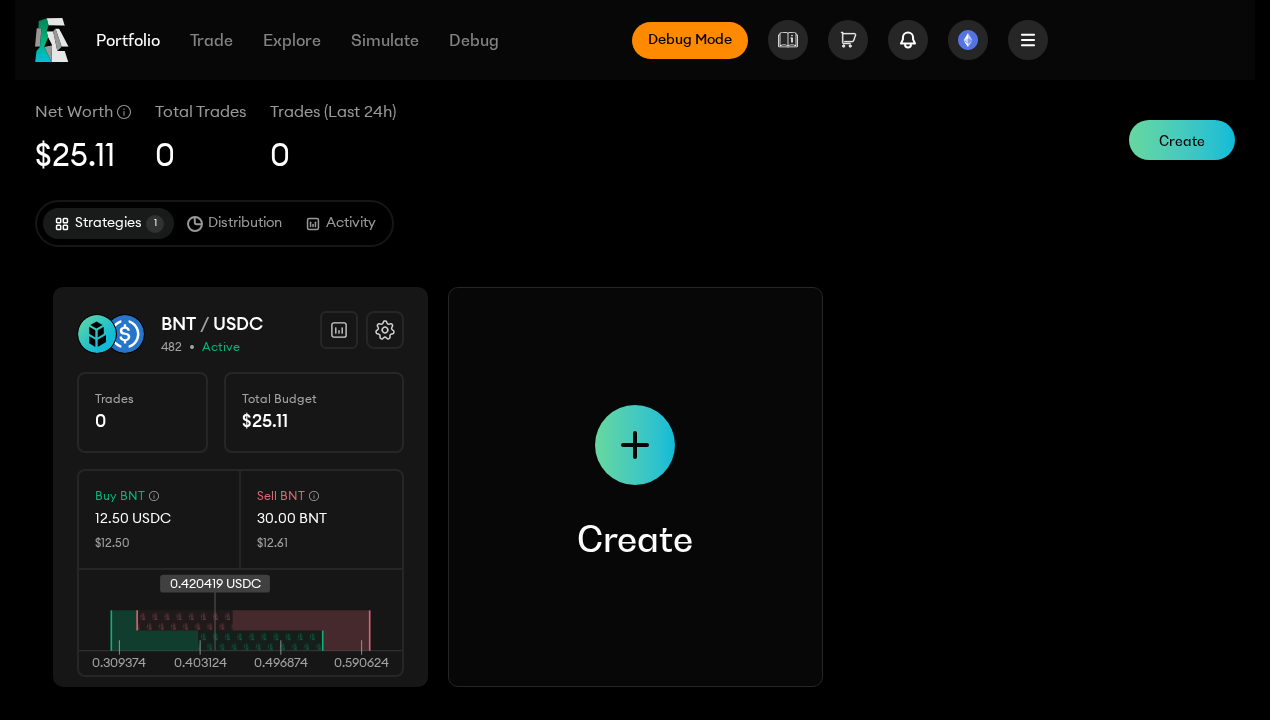 Portfolio Trade Explore Simulate Debug Debug Mode
Net Worth Total Trades Trades (Last 24h)
$25.11 0 0
Create
Strategies 1 Distribution Activity
BNT / USDC
482 • Active
Trades Total Budget
0 $25.11
Buy BNT Sell BNT
12.50 USDC 30.00 BNT
$12.50 $12.61
0.420419 USDC
0.309374 0.403124 0.496874 0.590624
Create